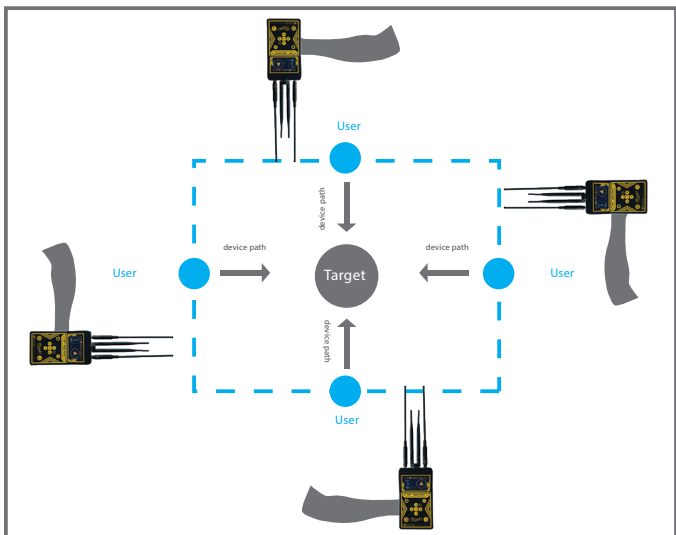 User
device path
device path
device path
User
Target
User
device path
User